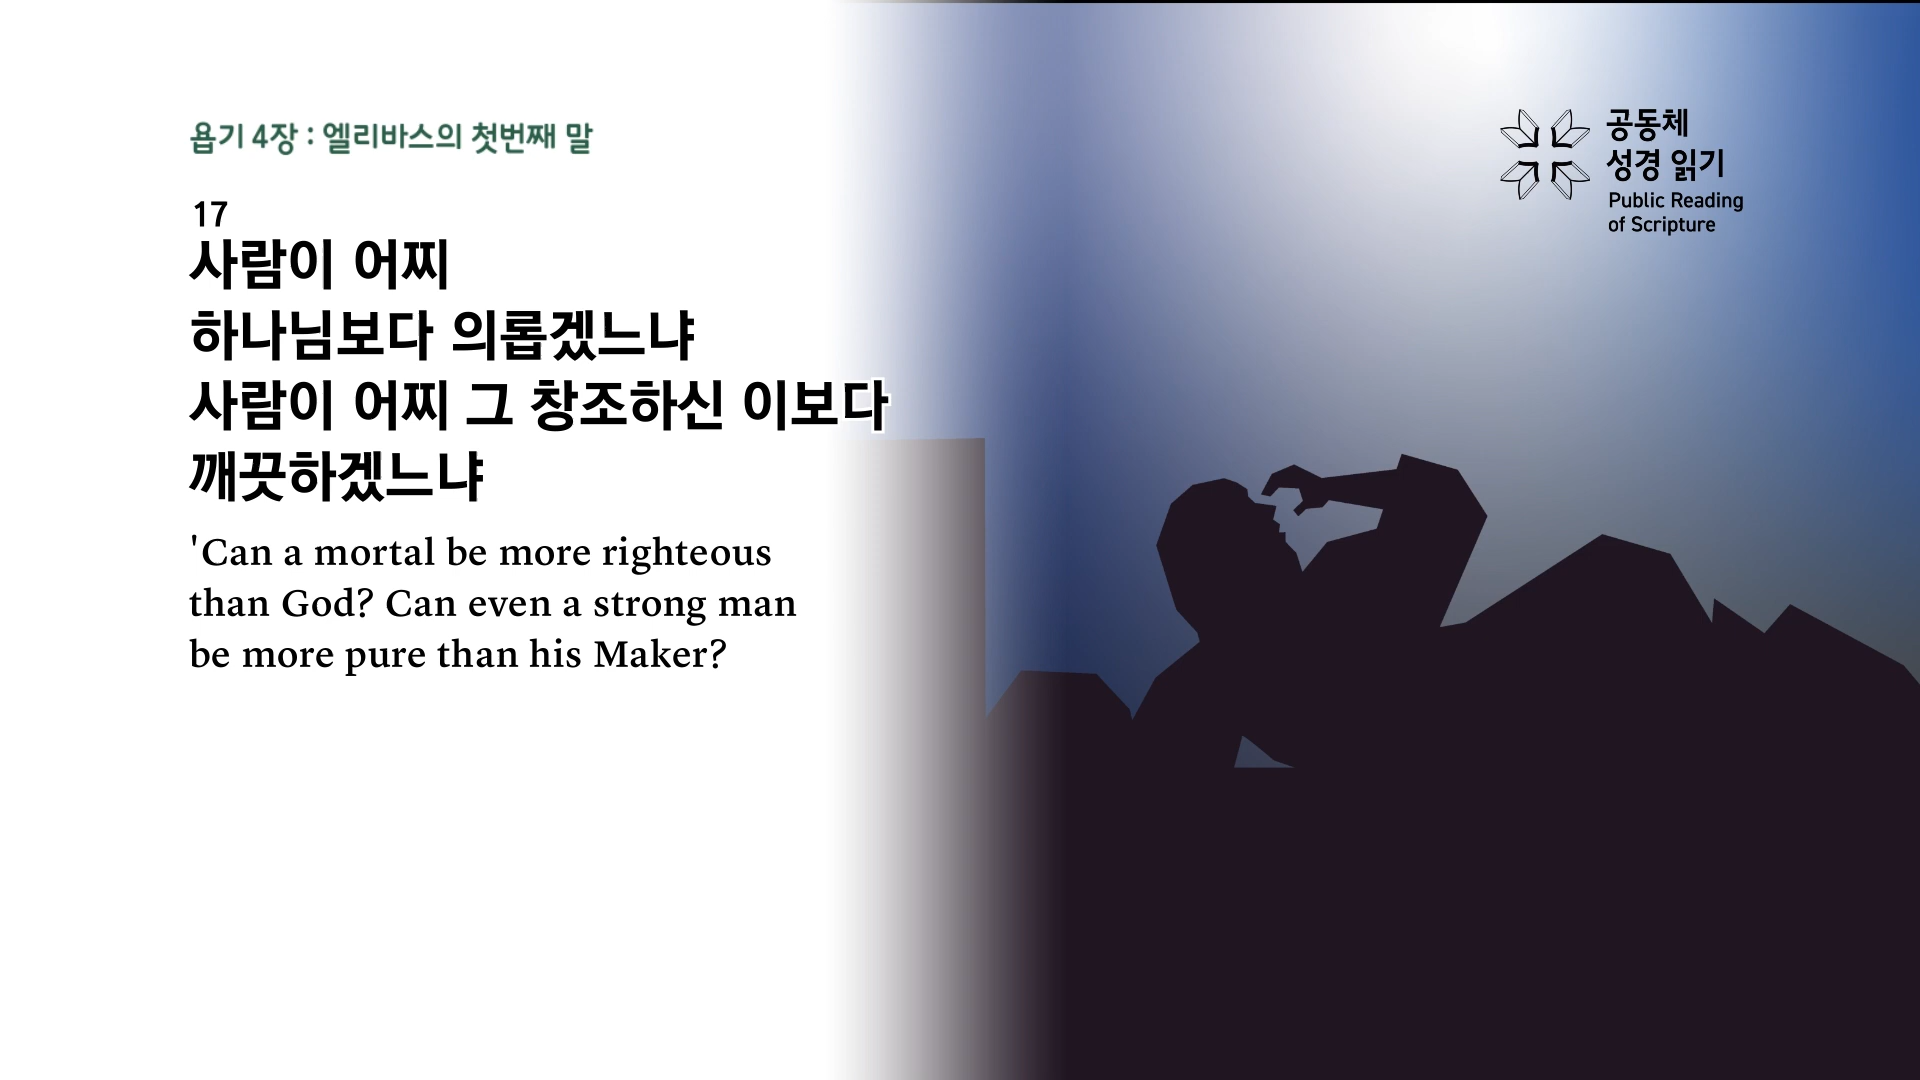 욥기 4장 : 엘리바스의 첫번째 말
17
사람이 어찌
하나님보다 의롭겠느냐
사람이 어찌 그 창조하신 이보다
깨끗하겠느냐
'Can a mortal be more righteous
than God? Can even a strong man
be more pure than his Maker?
공동체
성경 읽기
Public Reading
of Scripture